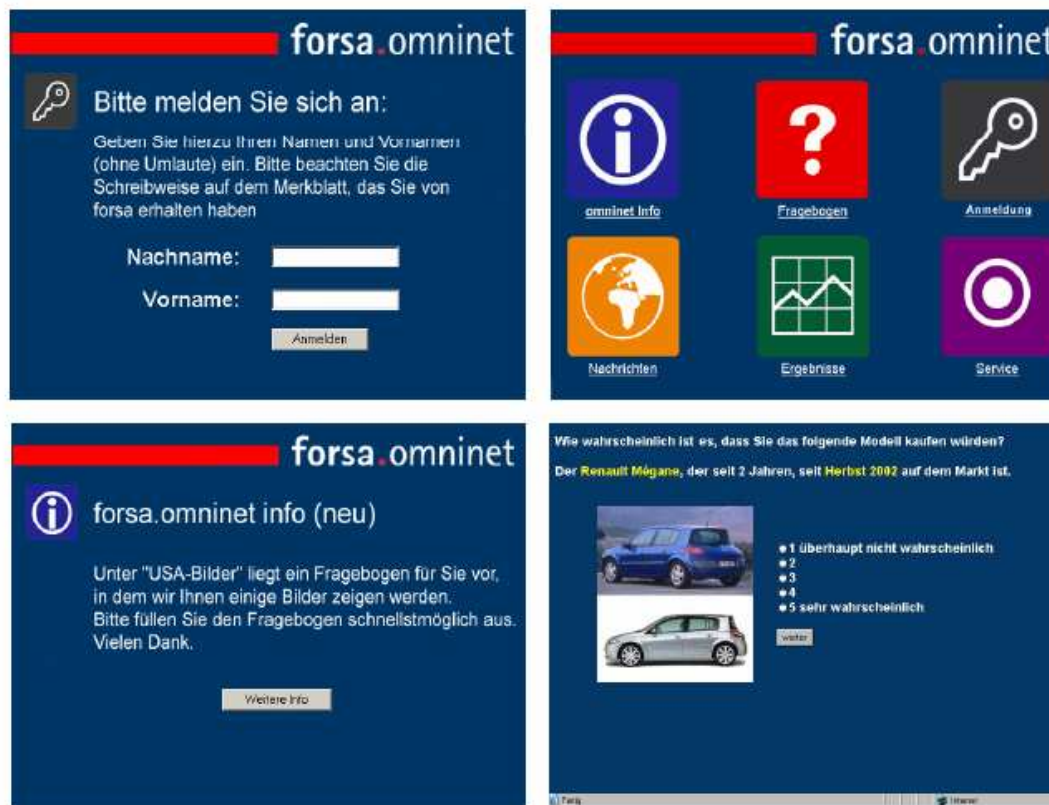 forsa.omninet
Bitte melden Sie sich an:
Geben Sie hierzu Ihren Namen und Vornamen
(ohne Umlaute) ein. Bitte beachten Sie die
Schreibweise auf dem Merkblatt, das Sie von
forsa erhalten haben
Nachname:
Vorname:
Anmelden
forsa.omninet
omninet Info
Fragebogen
Anmeldung
Nachrichten
Ergebnisse
Service
forsa.omninet
forsa.omninet info (neu)
Unter "USA-Bilder" liegt ein Fragebogen für Sie vor,
in dem wir Ihnen einige Bilder zeigen werden.
Bitte füllen Sie den Fragebogen schnellstmöglich aus.
Vielen Dank.
Weitere Info
Wie wahrscheinlich ist es, dass Sie das folgende Modell kaufen würden?
Der Renault Mégane, der seit 2 Jahren, seit Herbst 2002 auf dem Markt ist.
1 überhaupt nicht wahrscheinlich
2
3
4
5 sehr wahrscheinlich
weiter
Fertig
Internet